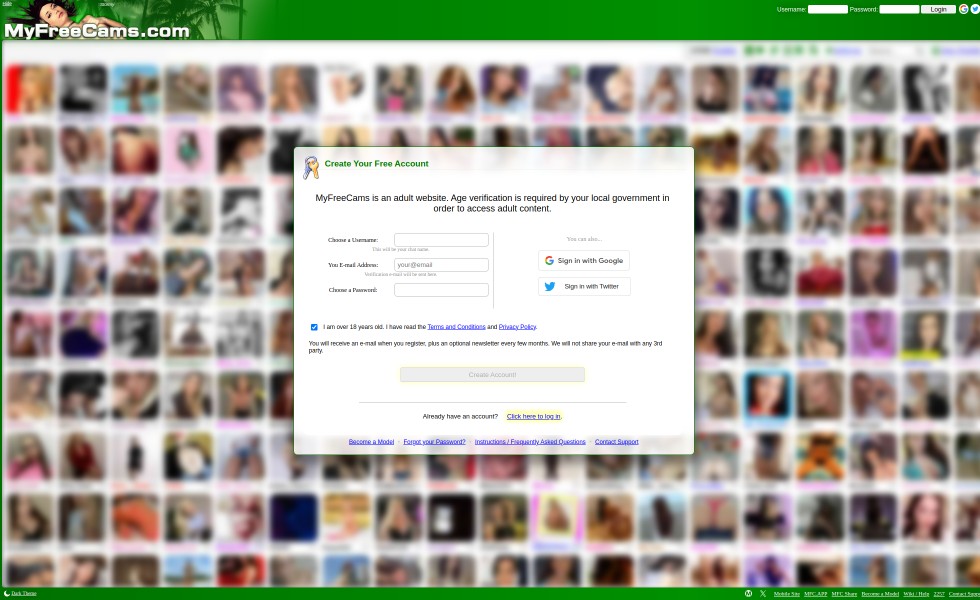 MyFreeCams.com
Username: Password: Login
Create Your Free Account
MyFreeCams is an adult website. Age verification is required by your local government in
order to access adult content.
Choose a Username:
This will be your chat name.
You E-mail Address: your@email
Verification e-mail will be sent here.
Choose a Password:
You can also...
Sign in with Google
Sign in with Twitter
I am over 18 years old. I have read the Terms and Conditions and Privacy Policy.
You will receive an e-mail when you register, plus an optional newsletter every few months. We will not share your e-mail with any 3rd
party.
Create Account!
Already have an account? Click here to log in.
Become a Model - Forgot your Password? - Instructions / Frequently Asked Questions - Contact Support
Dark Theme
Mobile Site MFC.APP MFC Share Become a Model Wiki / Help 2257 Contact